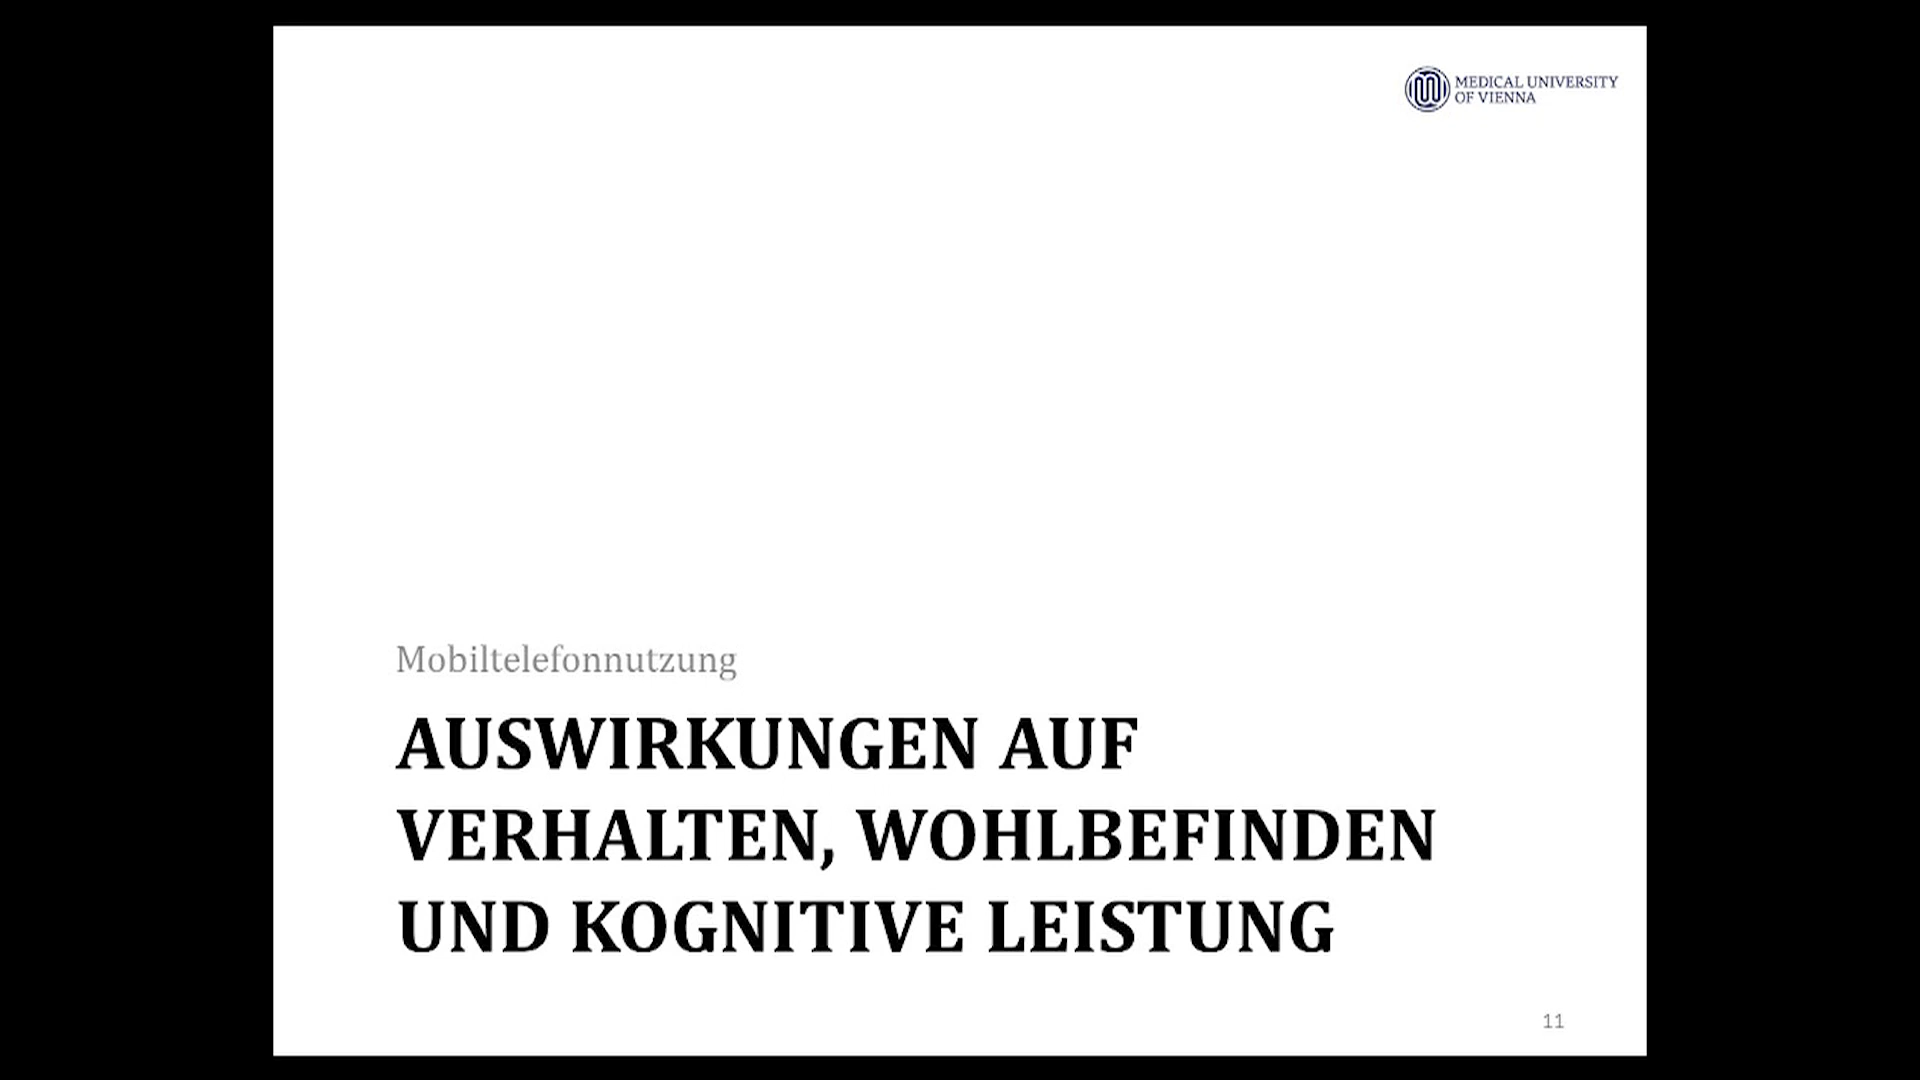 MEDICAL UNIVERSITY
OF VIENNA
Mobiltelefonnutzung
AUSWIRKUNGEN AUF
VERHALTEN, WOHLBEFINDEN
UND KOGNITIVE LEISTUNG
11